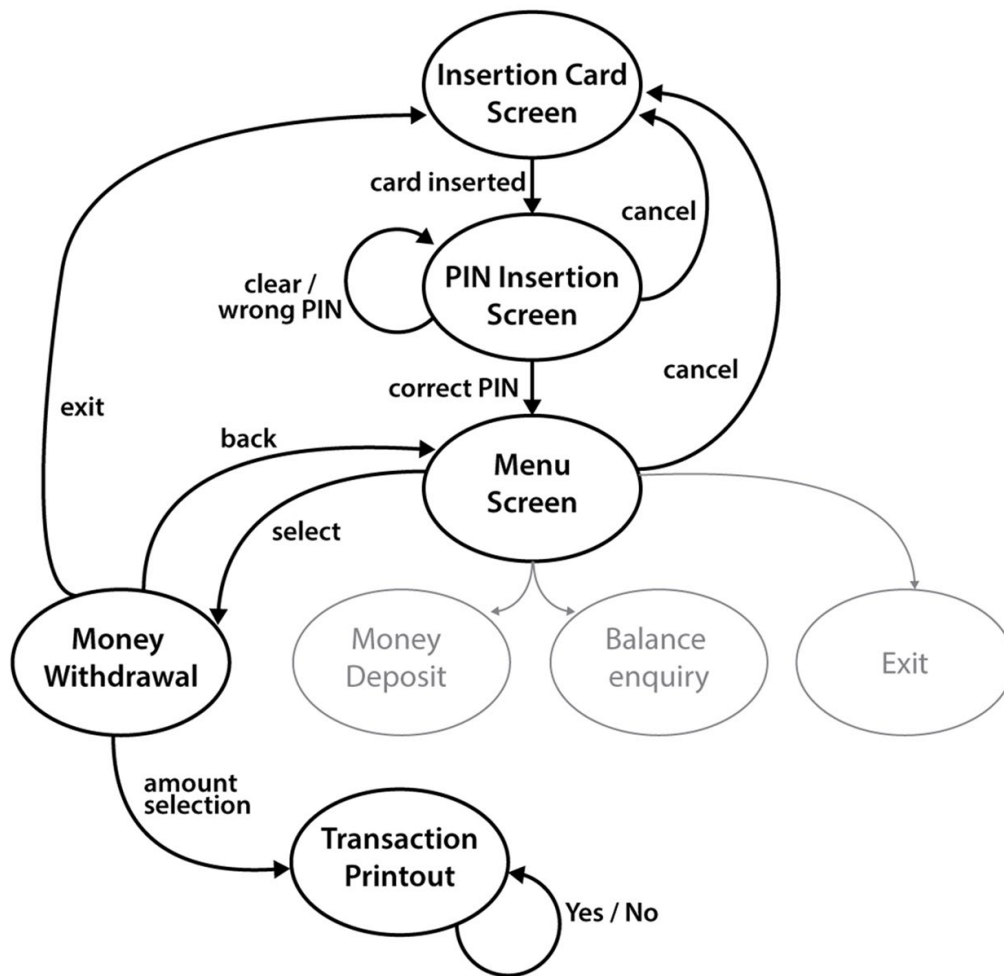 Insertion Card
Screen
card inserted
cancel
PIN Insertion
Screen
clear /
wrong PIN
correct PIN
cancel
exit
back
Menu
Screen
select
Money
Withdrawal
Money
Deposit
Balance
enquiry
Exit
amount
selection
Transaction
Printout
Yes / No